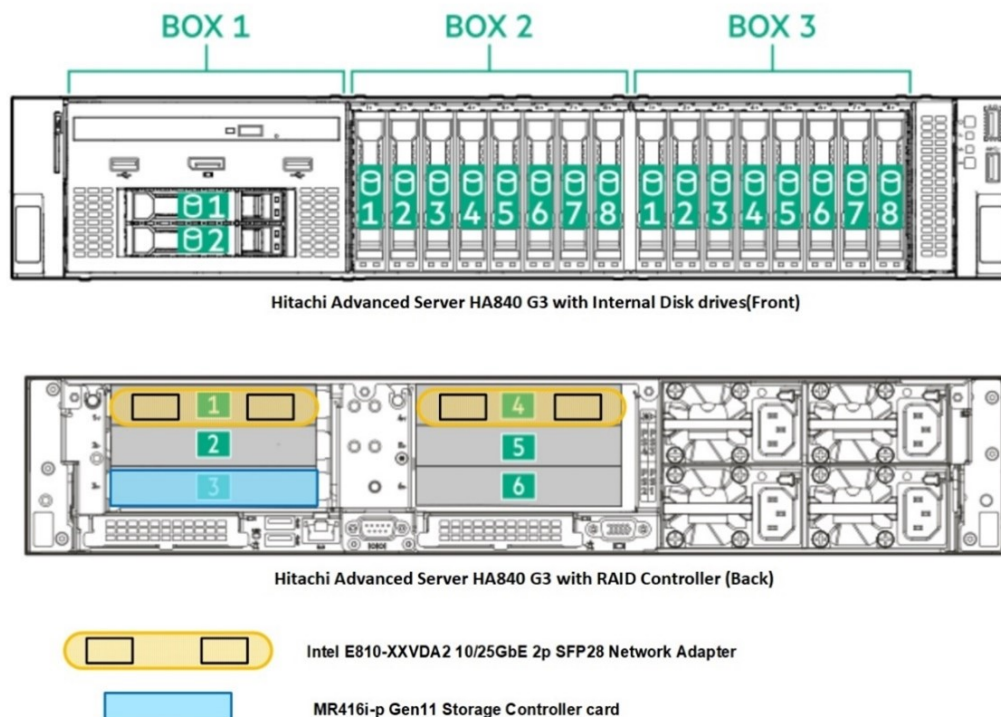 BOX 1 BOX 2 BOX 3
1 2 3 4 5 6 7 8 1 2 3 4 5 6 7 8
1
2
Hitachi Advanced Server HA840 G3 with Internal Disk drives(Front)
1 4
2 5
3 6
Hitachi Advanced Server HA840 G3 with RAID Controller (Back)
Intel E810-XXVDA2 10/25GbE 2p SFP28 Network Adapter
MR416i-p Gen11 Storage Controller card